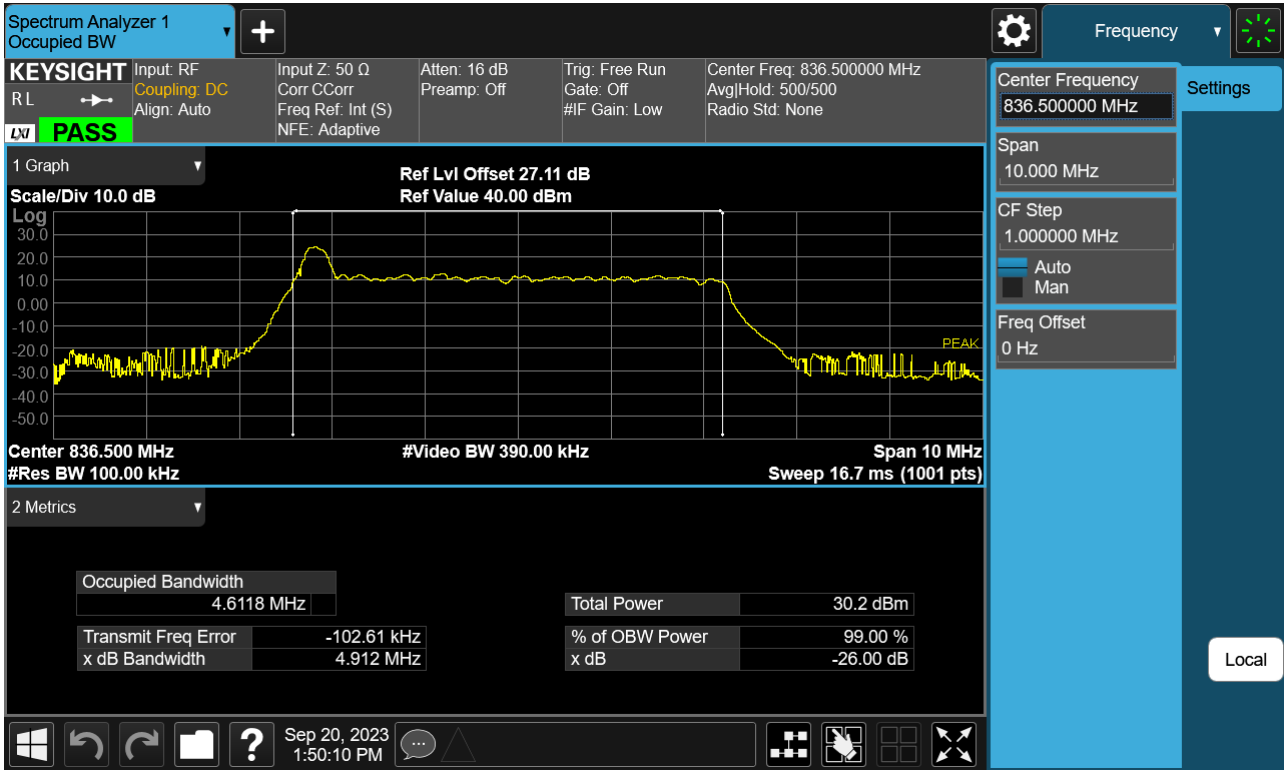 Spectrum Analyzer 1
Occupied BW
+
Frequency
KEYSIGHT
R L
LXI
PASS
Input: RF
Coupling: DC
Align: Auto
Input Z: 50 Ω
Corr CCorr
Freq Ref: Int (S)
NFE: Adaptive
Atten: 16 dB
Preamp: Off
Trig: Free Run
Gate: Off
#IF Gain: Low
Center Freq: 836.500000 MHz
Avg|Hold: 500/500
Radio Std: None
Center Frequency
836.500000 MHz
Settings
Span
10.000 MHz
CF Step
1.000000 MHz
Auto
Man
Freq Offset
0 Hz
Local
1 Graph
Scale/Div 10.0 dB
Ref Lvl Offset 27.11 dB
Ref Value 40.00 dBm
Log
30.0
20.0
10.0
0.00
-10.0
-20.0
-30.0
-40.0
-50.0
PEAK
Center 836.500 MHz
#Video BW 390.00 kHz
Span 10 MHz
#Res BW 100.00 kHz
Sweep 16.7 ms (1001 pts)
2 Metrics
Occupied Bandwidth
4.6118 MHz
Total Power 30.2 dBm
Transmit Freq Error -102.61 kHz
% of OBW Power 99.00 %
x dB Bandwidth 4.912 MHz
x dB -26.00 dB
?
Sep 20, 2023
1:50:10 PM